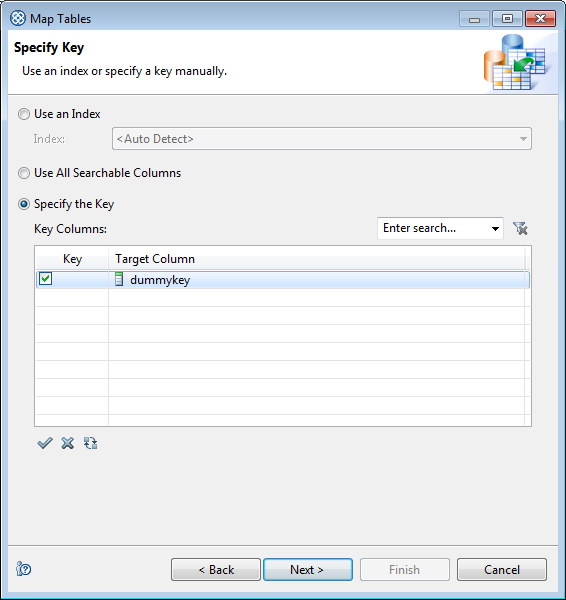 Map Tables
Specify Key
Use an index or specify a key manually.
Use an Index
Index: <Auto Detect>
Use All Searchable Columns
Specify the Key
Key Columns: Enter search...
Key Target Column
dummykey
< Back Next > Finish Cancel